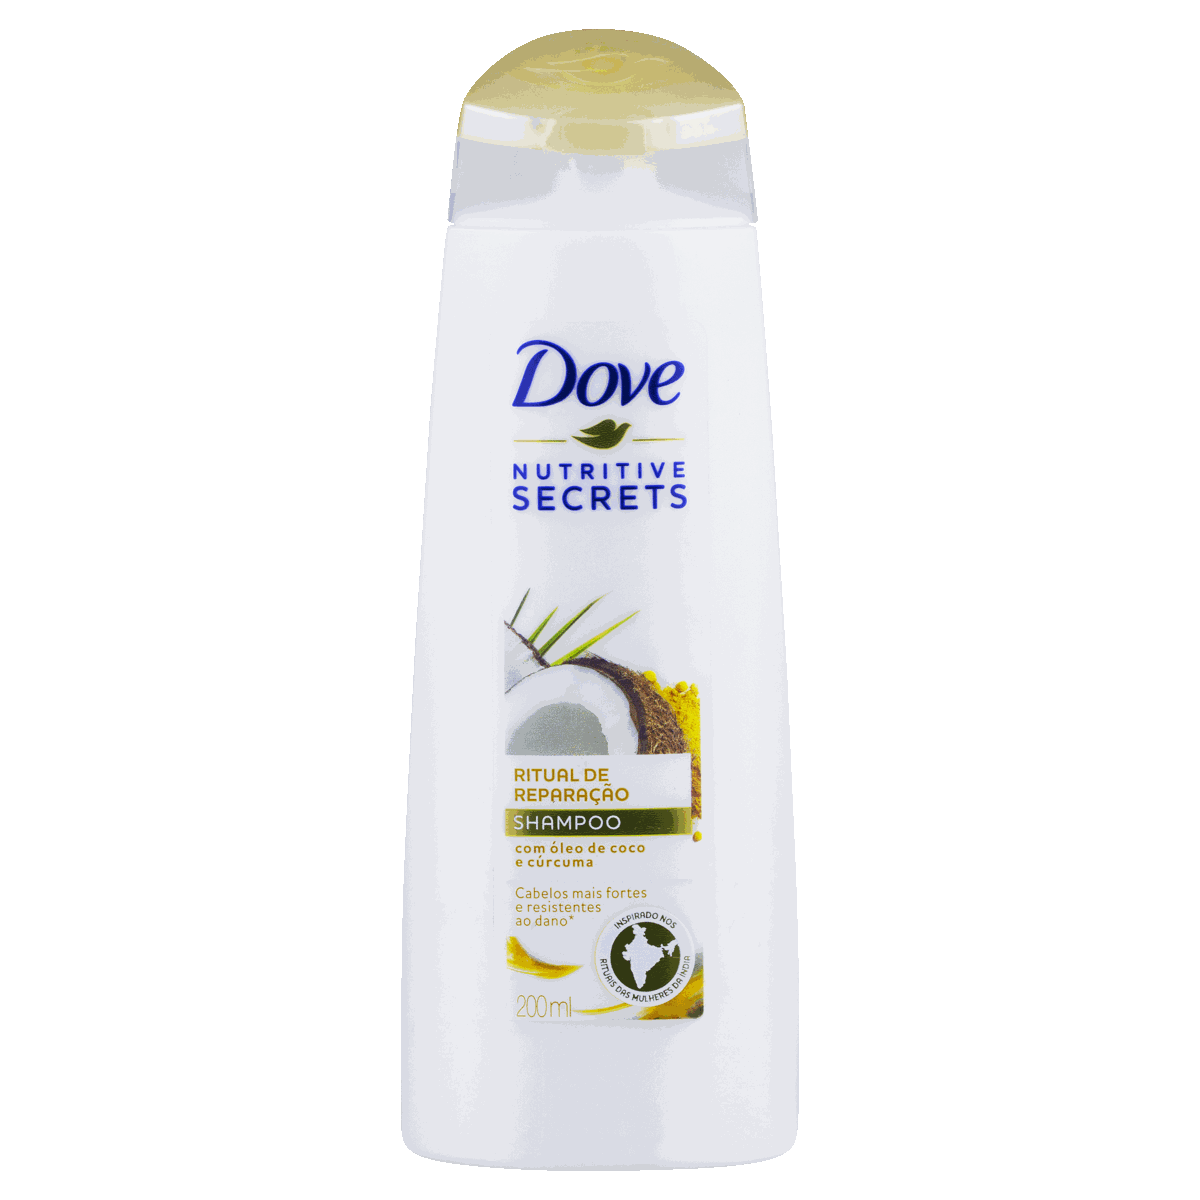 Dove
NUTRITIVE
SECRETS
RITUAL DE
REPARAÇÃO
SHAMPOO
com óleo de coco
e cúrcuma
Cabelos mais fortes
e resistentes
ao dano*
INSPIRADO NOS
RITUAIS DAS MULHERES DA ÍNDIA
200ml